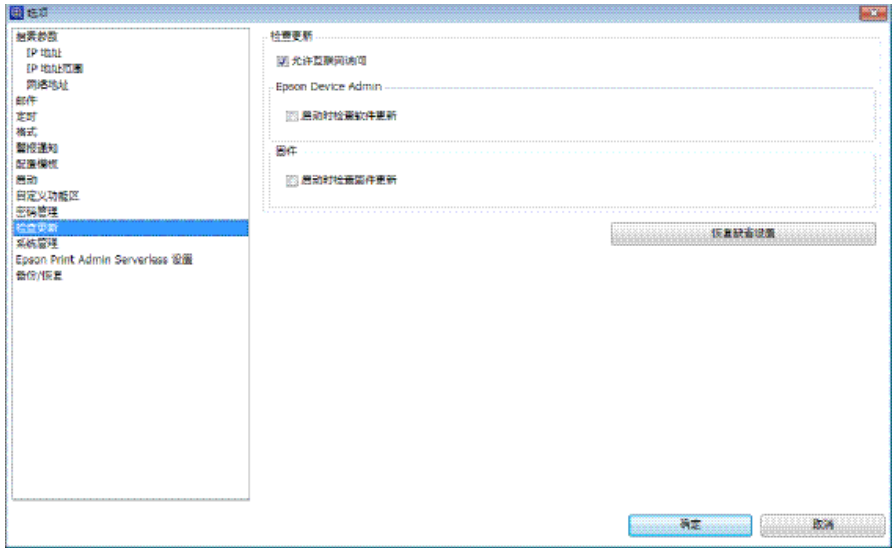 选项
搜索参数
IP 地址
IP 地址范围
网络地址
邮件
定时
格式
警报通知
配置模板
启动
自定义功能区
密码管理
检查更新
系统管理
Epson Print Admin Serverless 设置
备份/恢复
检查更新
允许互联网访问
Epson Device Admin
启动时检查软件更新
固件
启动时检查固件更新
恢复缺省设置
确定
取消